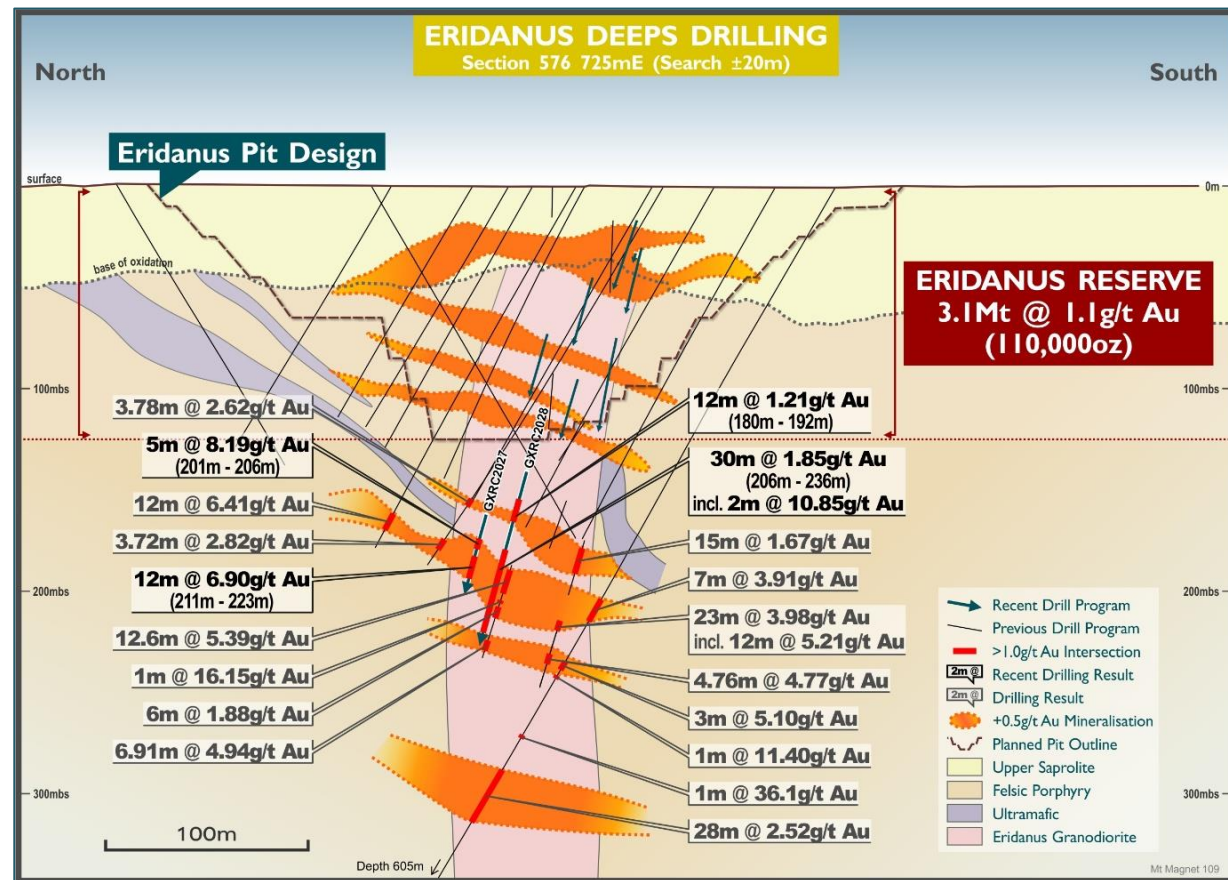 ERIDANUS DEEPS DRILLING
Section 576 725mE (Search ±20m)
North
South
Eridanus Pit Design
surface
0m
base of oxidation
ERIDANUS RESERVE
3.1Mt @ 1.1g/t Au
(110,000oz)
100mbs
100mbs
3.78m @ 2.62g/t Au
5m @ 8.19g/t Au
(201m - 206m)
12m @ 6.41g/t Au
3.72m @ 2.82g/t Au
12m @ 6.90g/t Au
(211m - 223m)
200mbs
12.6m @ 5.39g/t Au
1m @ 16.15g/t Au
6m @ 1.88g/t Au
6.91m @ 4.94g/t Au
300mbs
GXRC2027
GXRC2028
12m @ 1.21g/t Au
(180m - 192m)
30m @ 1.85g/t Au
(206m - 236m)
incl. 2m @ 10.85g/t Au
15m @ 1.67g/t Au
7m @ 3.91g/t Au
23m @ 3.98g/t Au
incl. 12m @ 5.21g/t Au
4.76m @ 4.77g/t Au
3m @ 5.10g/t Au
1m @ 11.40g/t Au
1m @ 36.1g/t Au
28m @ 2.52g/t Au
200mbs
Recent Drill Program
Previous Drill Program
>1.0g/t Au Intersection
2m @ Recent Drilling Result
2m @ Drilling Result
+0.5g/t Au Mineralisation
Planned Pit Outline
Upper Saprolite
Felsic Porphyry
Ultramafic
Eridanus Granodiorite
300mbs
100m
Depth 605m
Mt Magnet 109